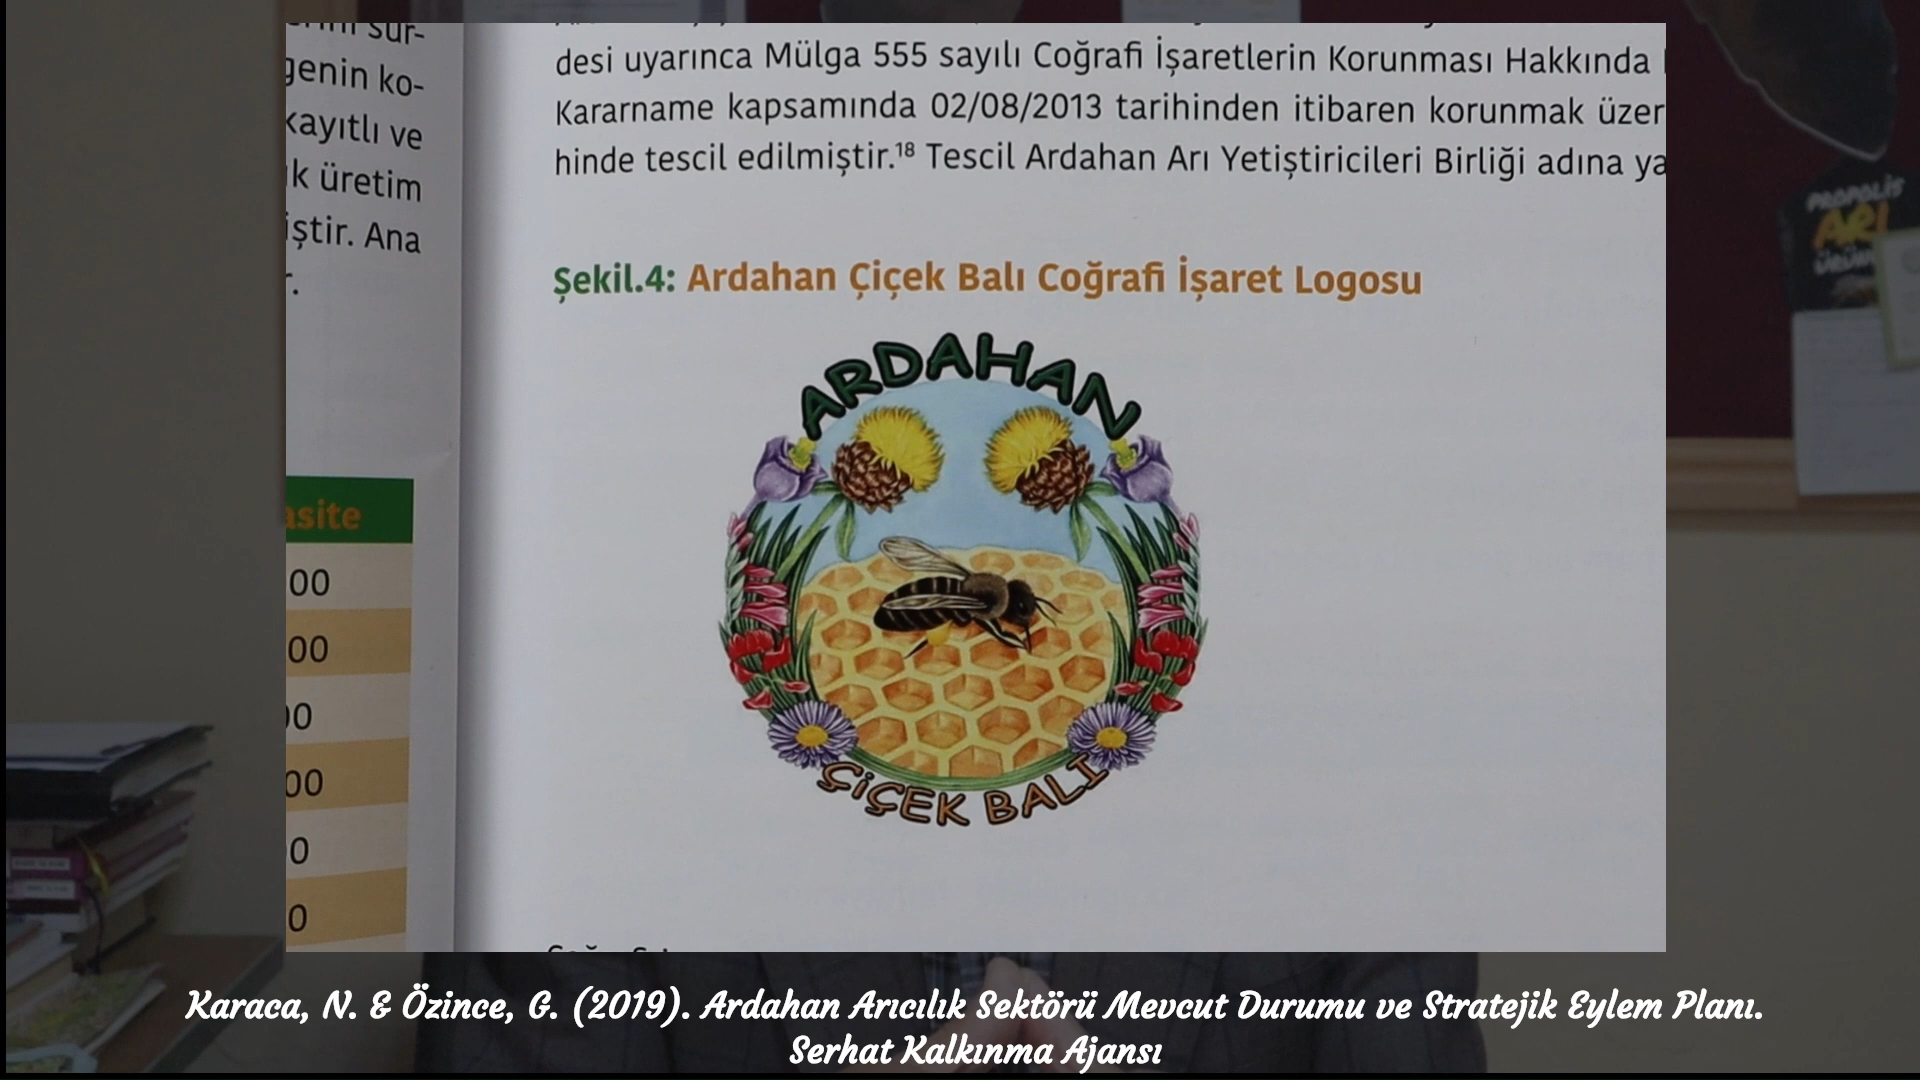 genin ko-
kayıtlı ve
üretim
Ana
desi uyarınca Mülga 555 sayılı Coğrafi İşaretlerin Korunması Hakkında
Kararname kapsamında 02/08/2013 tarihinden itibaren korunmak üzer
hinde tescil edilmiştir.18 Tescil Ardahan Arı Yetiştiricileri Birliği adına ya
Şekil.4: Ardahan Çiçek Balı Coğrafi İşaret Logosu
ARDAHAN
ÇİÇEK BALI
asite
00
00
00
00
0
0
PROPOLİS
ARI
Karaca, N. & Özince, G. (2019). Ardahan Arıcılık Sektörü Mevcut Durumu ve Stratejik Eylem Planı.
Serhat Kalkınma Ajansı